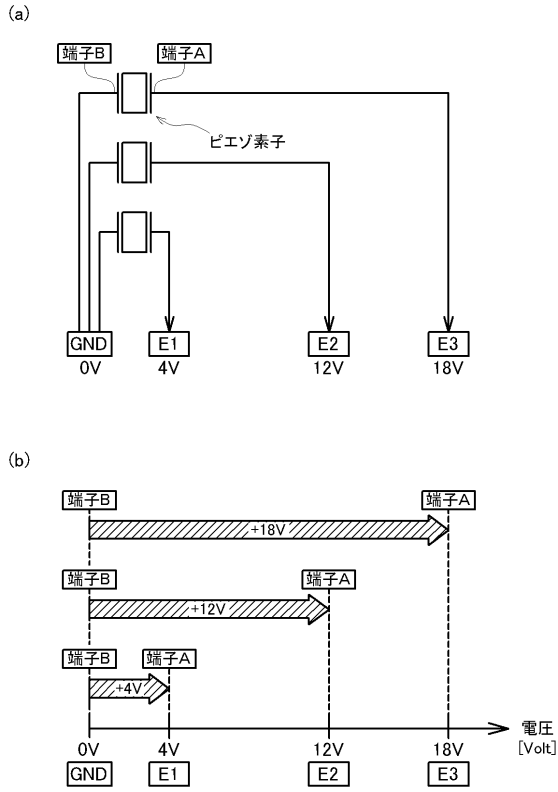 (a)
端子B 端子A
ピエゾ素子
GND E1 E2 E3
0V 4V 12V 18V
(b)
端子B 端子A
+18V
端子B 端子A
+12V
端子B 端子A
+4V
電圧
0V 4V 12V 18V [Volt]
GND E1 E2 E3